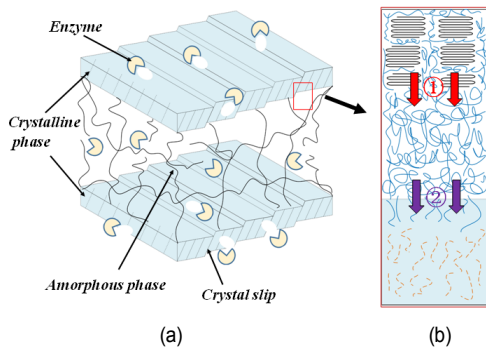 Enzyme
Crystalline
phase
Amorphous phase
Crystal slip
①
②
(a)
(b)